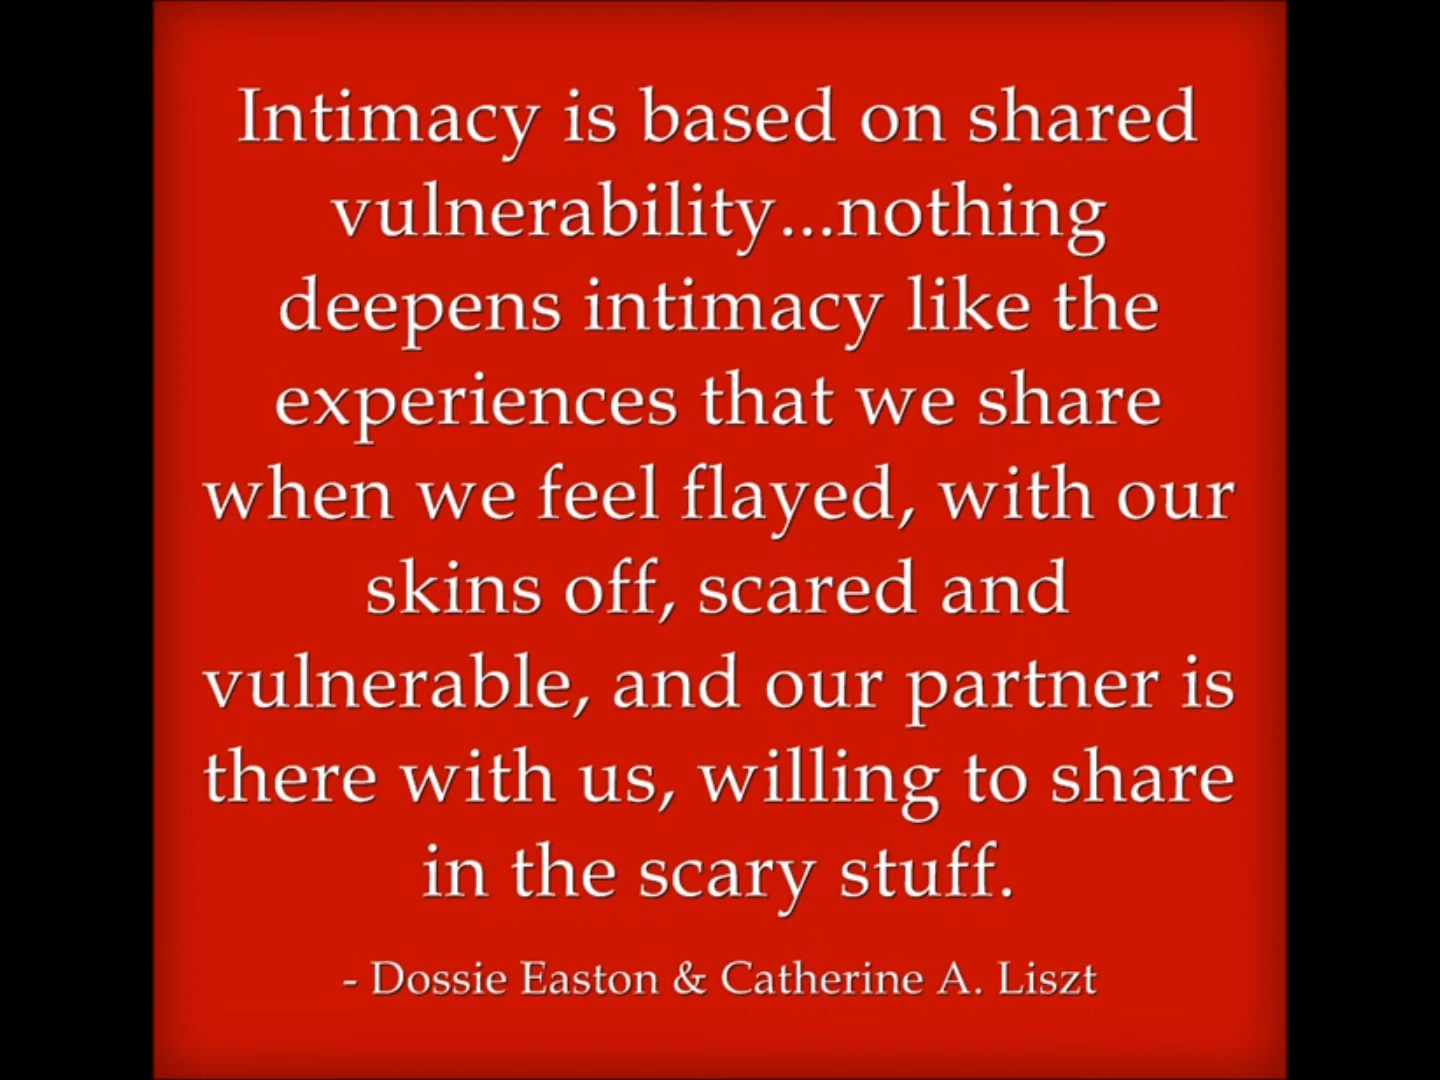 Intimacy is based on shared
vulnerability...nothing
deepens intimacy like the
experiences that we share
when we feel flayed, with our
skins off, scared and
vulnerable, and our partner is
there with us, willing to share
in the scary stuff.
- Dossie Easton & Catherine A. Liszt